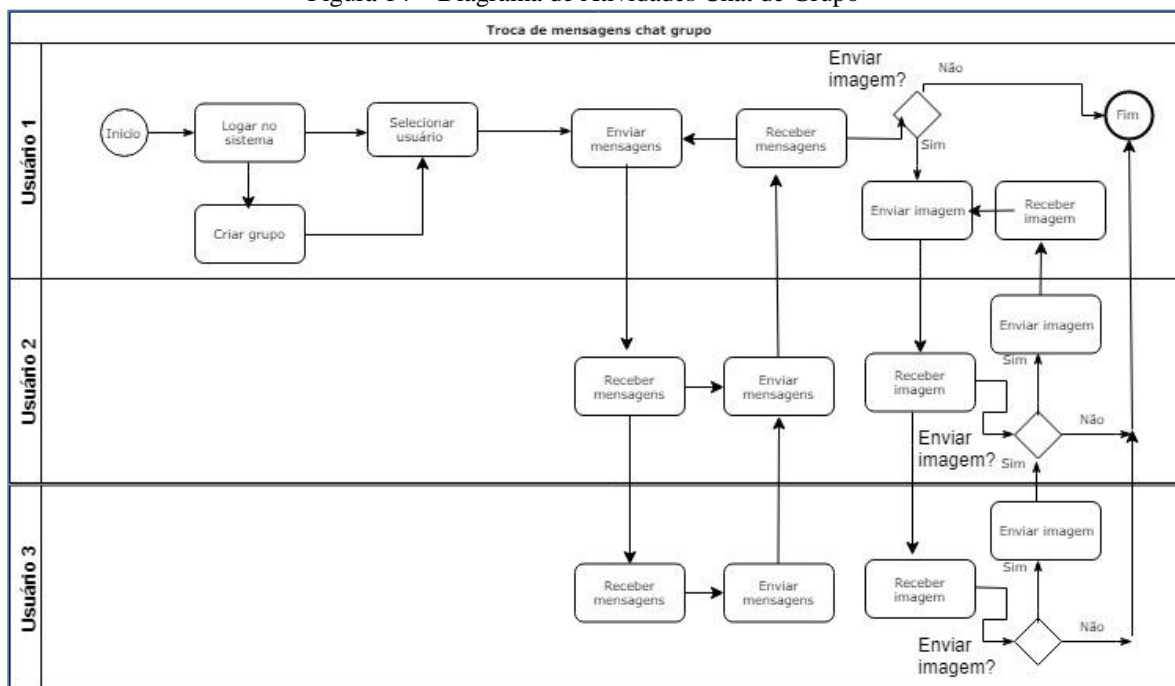 Troca de mensagens chat grupo
Usuário 1
Início
Logar no
sistema
Selecionar
usuário
Criar grupo
Enviar
mensagens
Receber
mensagens
Enviar
imagem?
Não
Sim
Fim
Enviar imagem
Receber
imagem
Usuário 2
Receber
mensagens
Enviar
mensagens
Receber
imagem
Enviar imagem
Sim
Enviar
imagem?
Não
Sim
Usuário 3
Receber
mensagens
Enviar
mensagens
Receber
imagem
Enviar imagem
Sim
Enviar
imagem?
Não